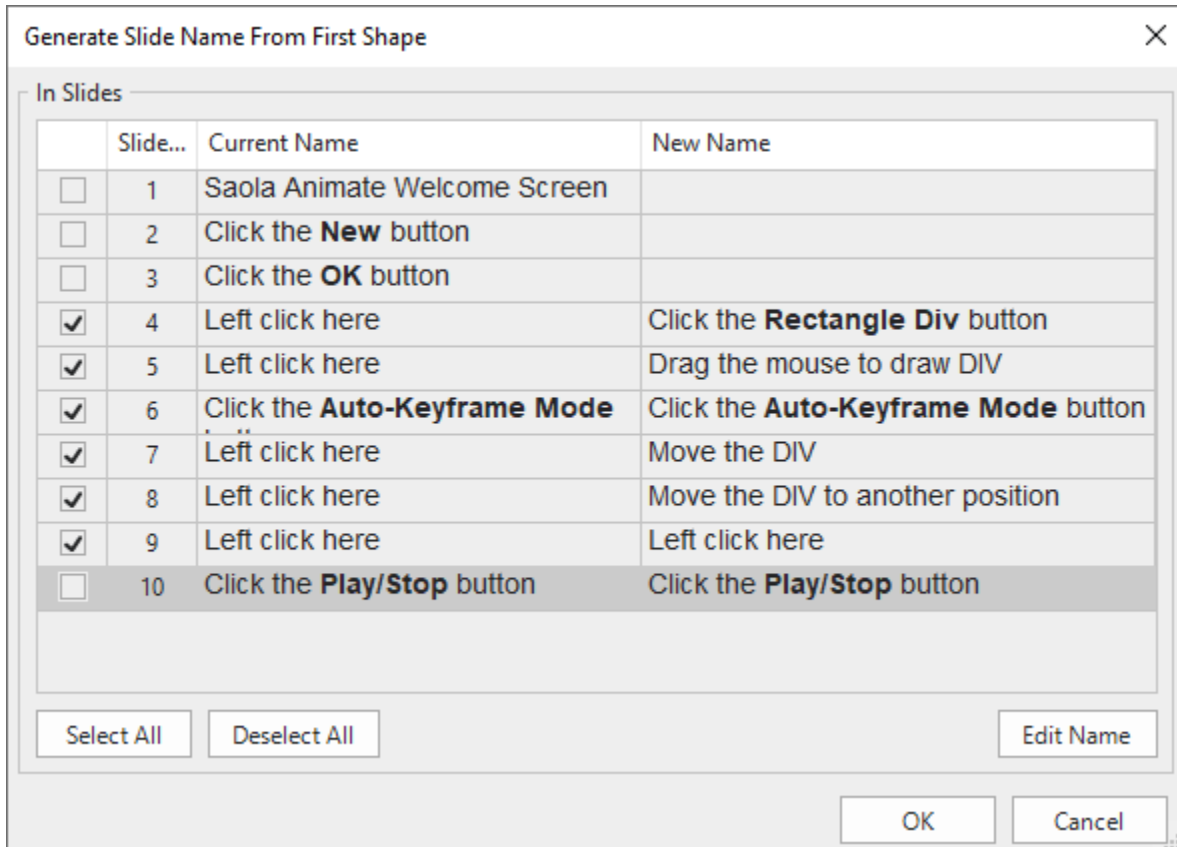 Generate Slide Name From First Shape
In Slides
Slide... Current Name New Name
1 Saola Animate Welcome Screen
2 Click the New button
3 Click the OK button
4 Left click here Click the Rectangle Div button
5 Left click here Drag the mouse to draw DIV
6 Click the Auto-Keyframe Mode Click the Auto-Keyframe Mode button
7 Left click here Move the DIV
8 Left click here Move the DIV to another position
9 Left click here Left click here
10 Click the Play/Stop button Click the Play/Stop button
Select All Deselect All Edit Name
OK Cancel